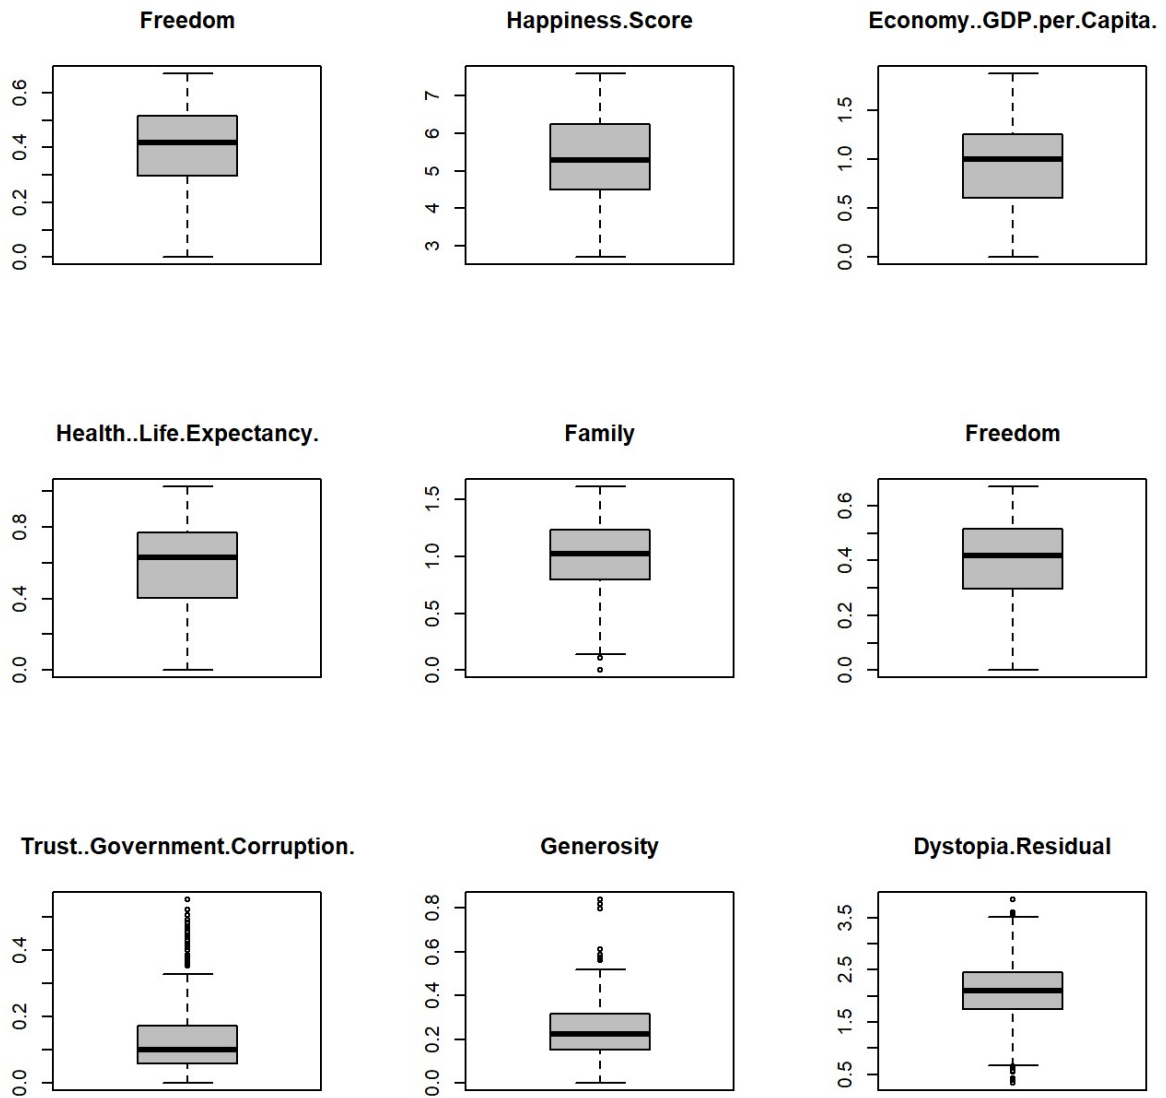 Freedom
0.0 0.2 0.4 0.6
Happiness.Score
3 4 5 6 7
Economy..GDP.per.Capita.
0.0 0.5 1.0 1.5
Health..Life.Expectancy.
0.0 0.4 0.8
Family
0.0 0.5 1.0 1.5
Freedom
0.0 0.2 0.4 0.6
Trust..Government.Corruption.
0.0 0.2 0.4
Generosity
0.0 0.2 0.4 0.6 0.8
Dystopia.Residual
0.5 1.5 2.5 3.5